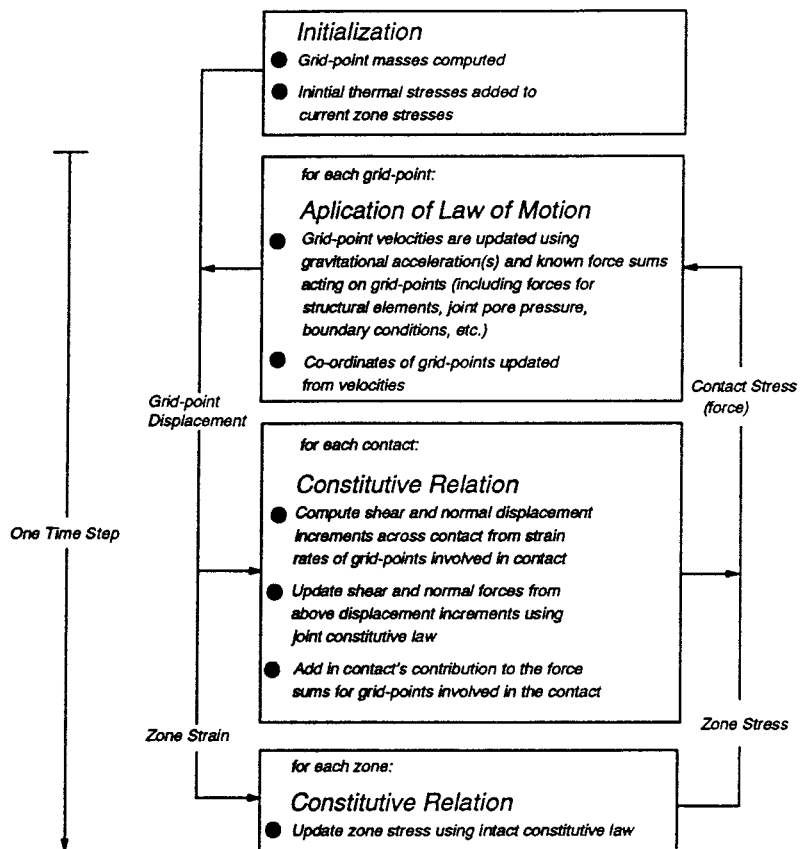 Initialization
Grid-point masses computed
Inintial thermal stresses added to
current zone stresses
for each grid-point:
Aplication of Law of Motion
Grid-point velocities are updated using
gravitational acceleration(s) and known force sums
acting on grid-points (including forces for
structural elements, joint pore pressure,
boundary conditions, etc.)
Co-ordinates of grid-points updated
from velocities
Grid-point
Displacement
Contact Stress
(force)
for each contact:
Constitutive Relation
Compute shear and normal displacement
increments across contact from strain
rates of grid-points involved in contact
One Time Step
Update shear and normal forces from
above displacement increments using
joint constitutive law
Add in contact's contribution to the force
sums for grid-points involved in the contact
Zone Strain
Zone Stress
for each zone:
Constitutive Relation
Update zone stress using intact constitutive law